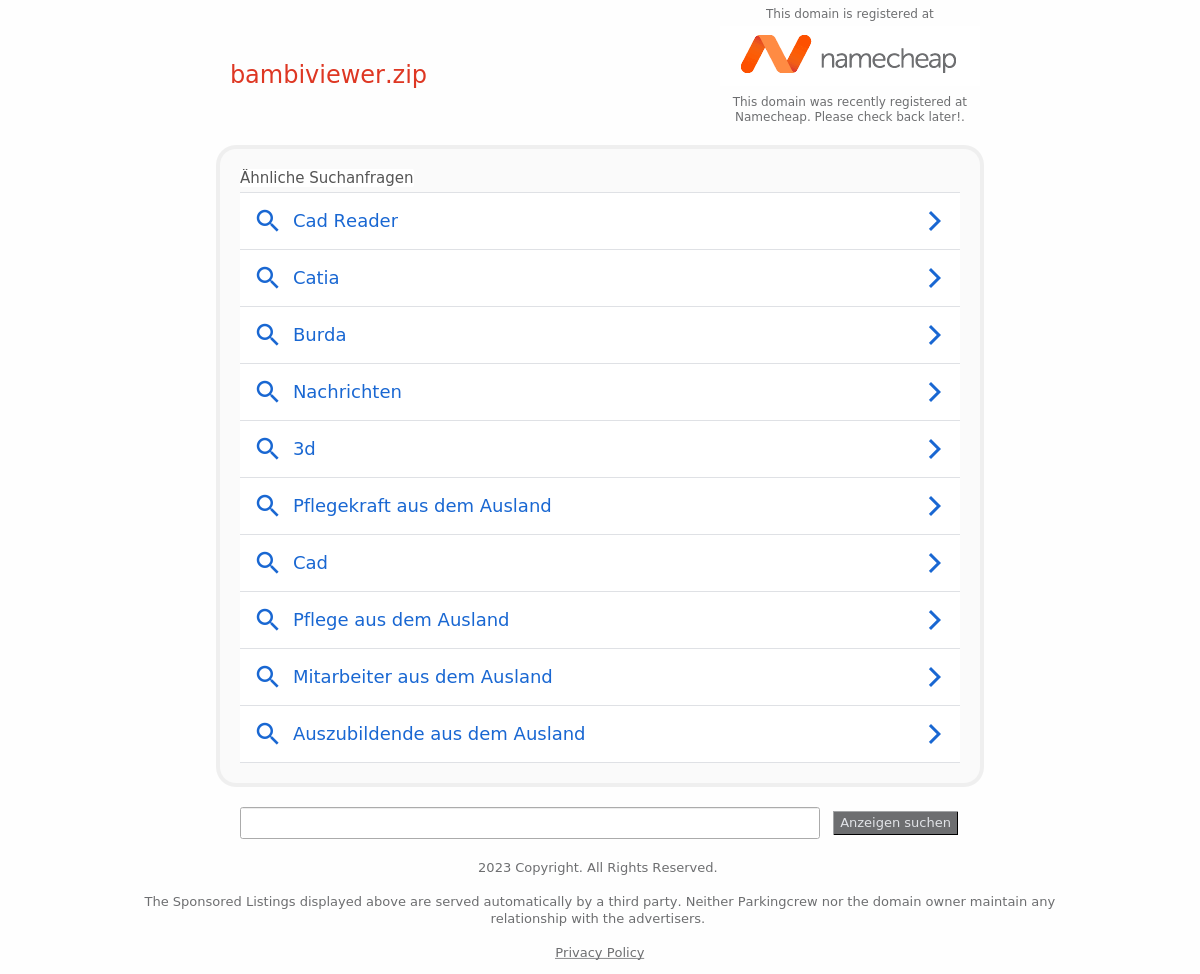 This domain is registered at
namecheap
bambiviewer.zip
This domain was recently registered at
Namecheap. Please check back later!.
Ähnliche Suchanfragen
Cad Reader
Catia
Burda
Nachrichten
3d
Pflegekraft aus dem Ausland
Cad
Pflege aus dem Ausland
Mitarbeiter aus dem Ausland
Auszubildende aus dem Ausland
Anzeigen suchen
2023 Copyright. All Rights Reserved.
The Sponsored Listings displayed above are served automatically by a third party. Neither Parkingcrew nor the domain owner maintain any
relationship with the advertisers.
Privacy Policy